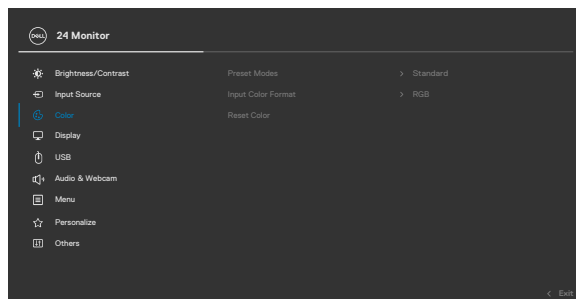 DELL 24 Monitor
Brightness/Contrast Preset Modes > Standard
Input Source Input Color Format > RGB
Color Reset Color
Display
USB
Audio & Webcam
Menu
Personalize
Others
< Exit